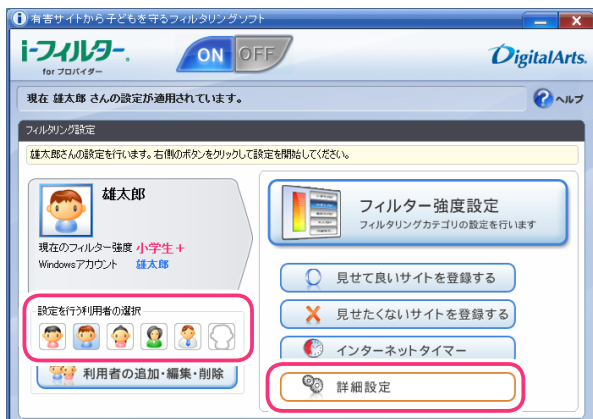 有害サイトから子どもを守るフィルタリングソフト
i-フィルター.
for プロバイダー
ON OFF
DigitalArts.
現在 雄太郎 さんの設定が適用されています。
ヘルプ
フィルタリング設定
雄太郎さんの設定を行います。右側のボタンをクリックして設定を開始してください。
雄太郎
現在のフィルター強度 小学生+
Windowsアカウント 雄太郎
設定を行う利用者の選択
利用者の追加・編集・削除
フィルター強度設定
フィルタリングカテゴリの設定を行います
見せて良いサイトを登録する
見せたくないサイトを登録する
インターネットタイマー
詳細設定